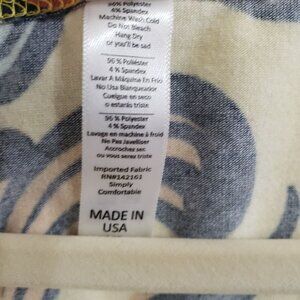 96% Polyester
4% Spandex
Machine Wash Cold
Do Not Bleach
Hang Dry
or you'll be sad
96 % Poliéster
4 % Spandex
Lavar A Máquina En Frío
No Usa Blanqueador
Cuelgue en seco
o estarás triste
96 % Polyester
4 % Spandex
Lavage en machine à froid
Ne Pas Javelliser
Accrochez sec
ou vous serez triste
Imported Fabric
RN#142161
Simply
Comfortable
MADE IN
USA